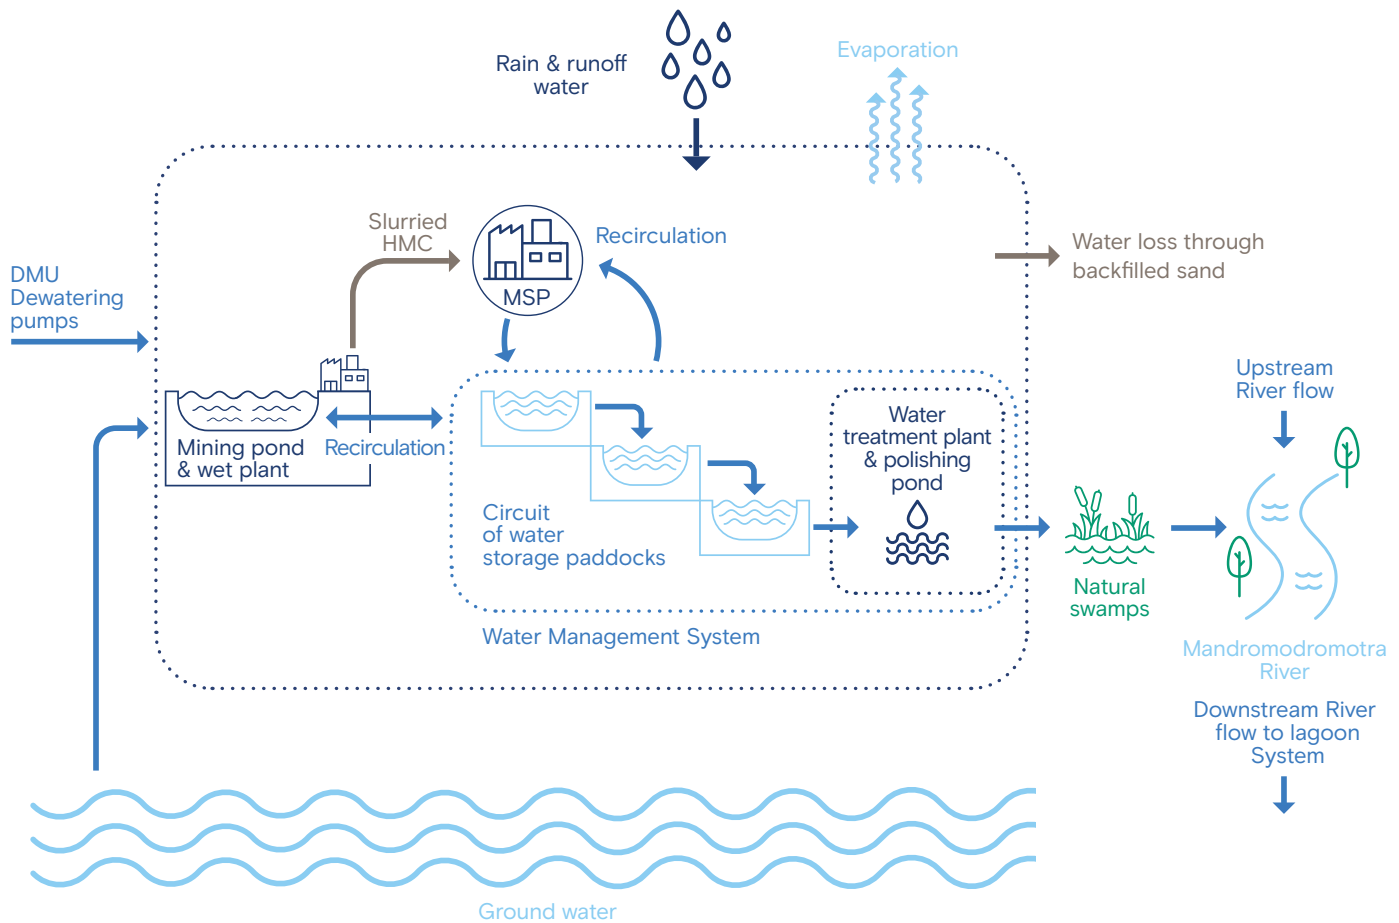 Rain & runoff
water
Evaporation
Slurried
HMC
MSP
Recirculation
Water loss through
backfilled sand
DMU
Dewatering
pumps
Upstream
River flow
Mining pond
& wet plant
Recirculation
Water
treatment plant
& polishing
pond
Circuit
of water
storage paddocks
Natural
swamps
Water Management System
Mandromodromotra
River
Downstream River
flow to lagoon
System
Ground water